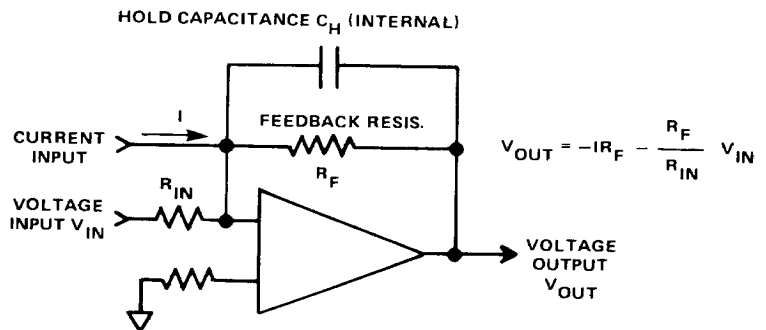 HOLD CAPACITANCE C_H (INTERNAL)
I
CURRENT
INPUT
FEEDBACK RESIS.
R_F
V_OUT = -IR_F - R_F / R_IN V_IN
R_IN
VOLTAGE
INPUT V_IN
VOLTAGE
OUTPUT
V_OUT